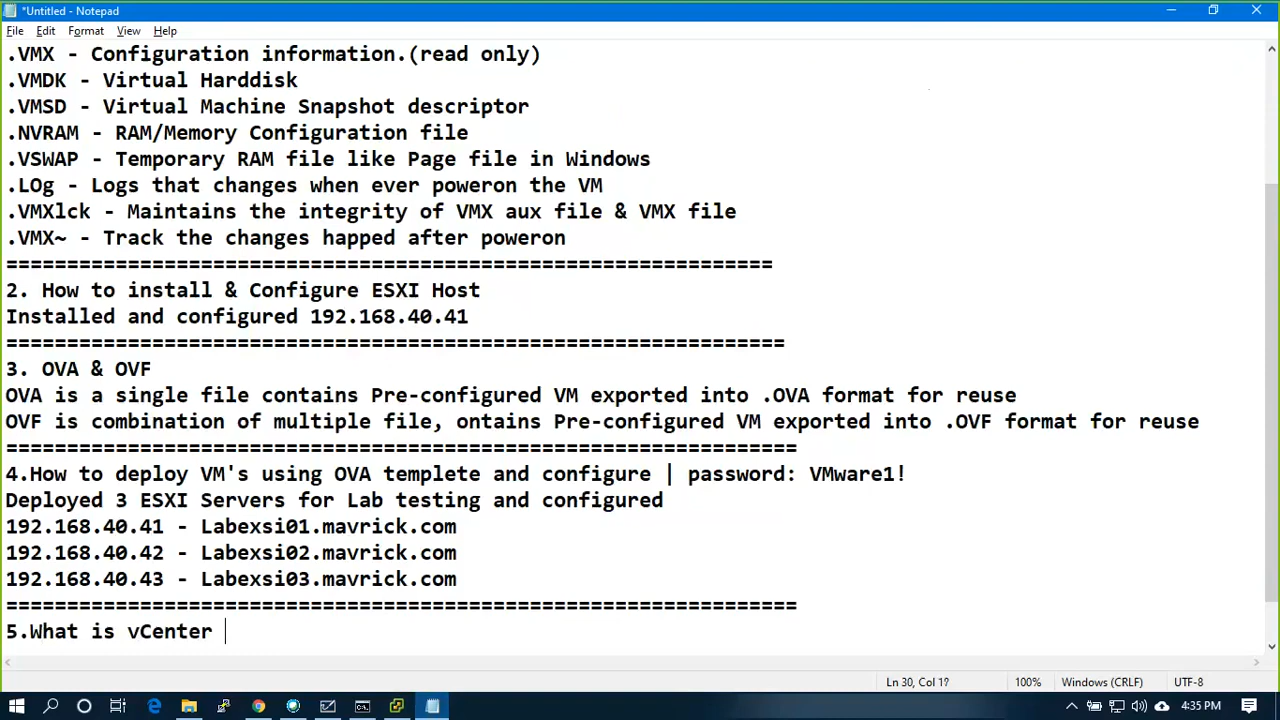 *Untitled - Notepad
File Edit Format View Help
.VMX - Configuration information.(read only)
.VMDK - Virtual Harddisk
.VMSD - Virtual Machine Snapshot descriptor
.NVRAM - RAM/Memory Configuration file
.VSWAP - Temporary RAM file like Page file in Windows
.LOg - Logs that changes when ever poweron the VM
.VMXlck - Maintains the integrity of VMX aux file & VMX file
.VMX~ - Track the changes happed after poweron
===============================================================
2. How to install & Configure ESXI Host
Installed and configured 192.168.40.41
================================================================
3. OVA & OVF
OVA is a single file contains Pre-configured VM exported into .OVA format for reuse
OVF is combination of multiple file, ontains Pre-configured VM exported into .OVF format for reuse
=================================================================
4.How to deploy VM's using OVA templete and configure | password: VMware1!
Deployed 3 ESXI Servers for Lab testing and configured
192.168.40.41 - Labexsi01.mavrick.com
192.168.40.42 - Labexsi02.mavrick.com
192.168.40.43 - Labexsi03.mavrick.com
=================================================================
5.What is vCenter
Ln 30, Col 1? 100% Windows (CRLF) UTF-8
4:35 PM